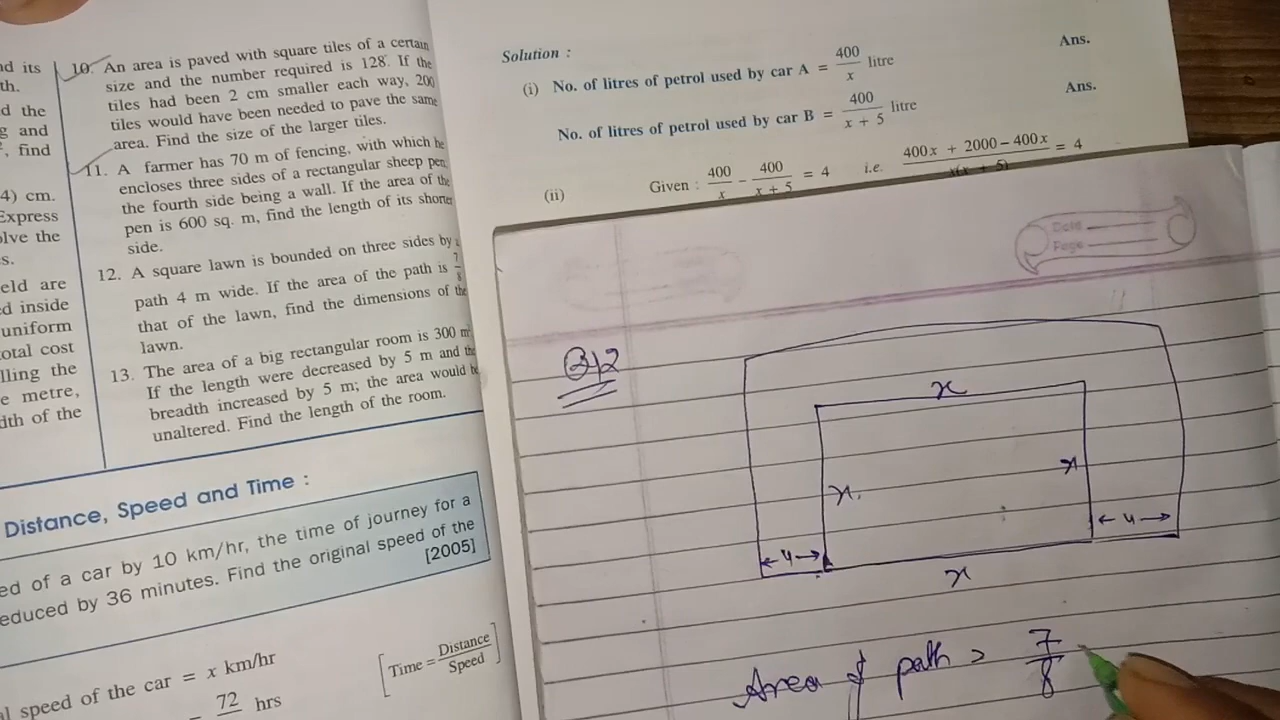 nd its
th.
d the
g and
, find
4) cm.
Express
olve the
s.
eld are
d inside
uniform
total cost
lling the
e metre,
dth of the
10. An area is paved with square tiles of a certain
size and the number required is 128. If the
tiles had been 2 cm smaller each way, 200
tiles would have been needed to pave the same
area. Find the size of the larger tiles.
11. A farmer has 70 m of fencing, with which he
encloses three sides of a rectangular sheep pen
the fourth side being a wall. If the area of the
pen is 600 sq. m, find the length of its shorter
side.
12. A square lawn is bounded on three sides by
path 4 m wide. If the area of the path is 7/8
that of the lawn, find the dimensions of the
lawn.
13. The area of a big rectangular room is 300 m
If the length were decreased by 5 m and the
breadth increased by 5 m; the area would be
unaltered. Find the length of the room.
Distance, Speed and Time :
ed of a car by 10 km/hr, the time of journey for a
educed by 36 minutes. Find the original speed of the
[2005]
al speed of the car = x km/hr
72 hrs
[Time = Distance/Speed]
Solution :
(i) No. of litres of petrol used by car A = 400/x litre Ans.
No. of litres of petrol used by car B = 400/(x + 5) litre Ans.
(ii) Given : 400/x - 400/(x + 5) = 4 i.e. (400x + 2000 – 400x)/(x(x + 5)) = 4
Date
Page
Q12
x
x
x
4
4
x
Area of path = 7/8